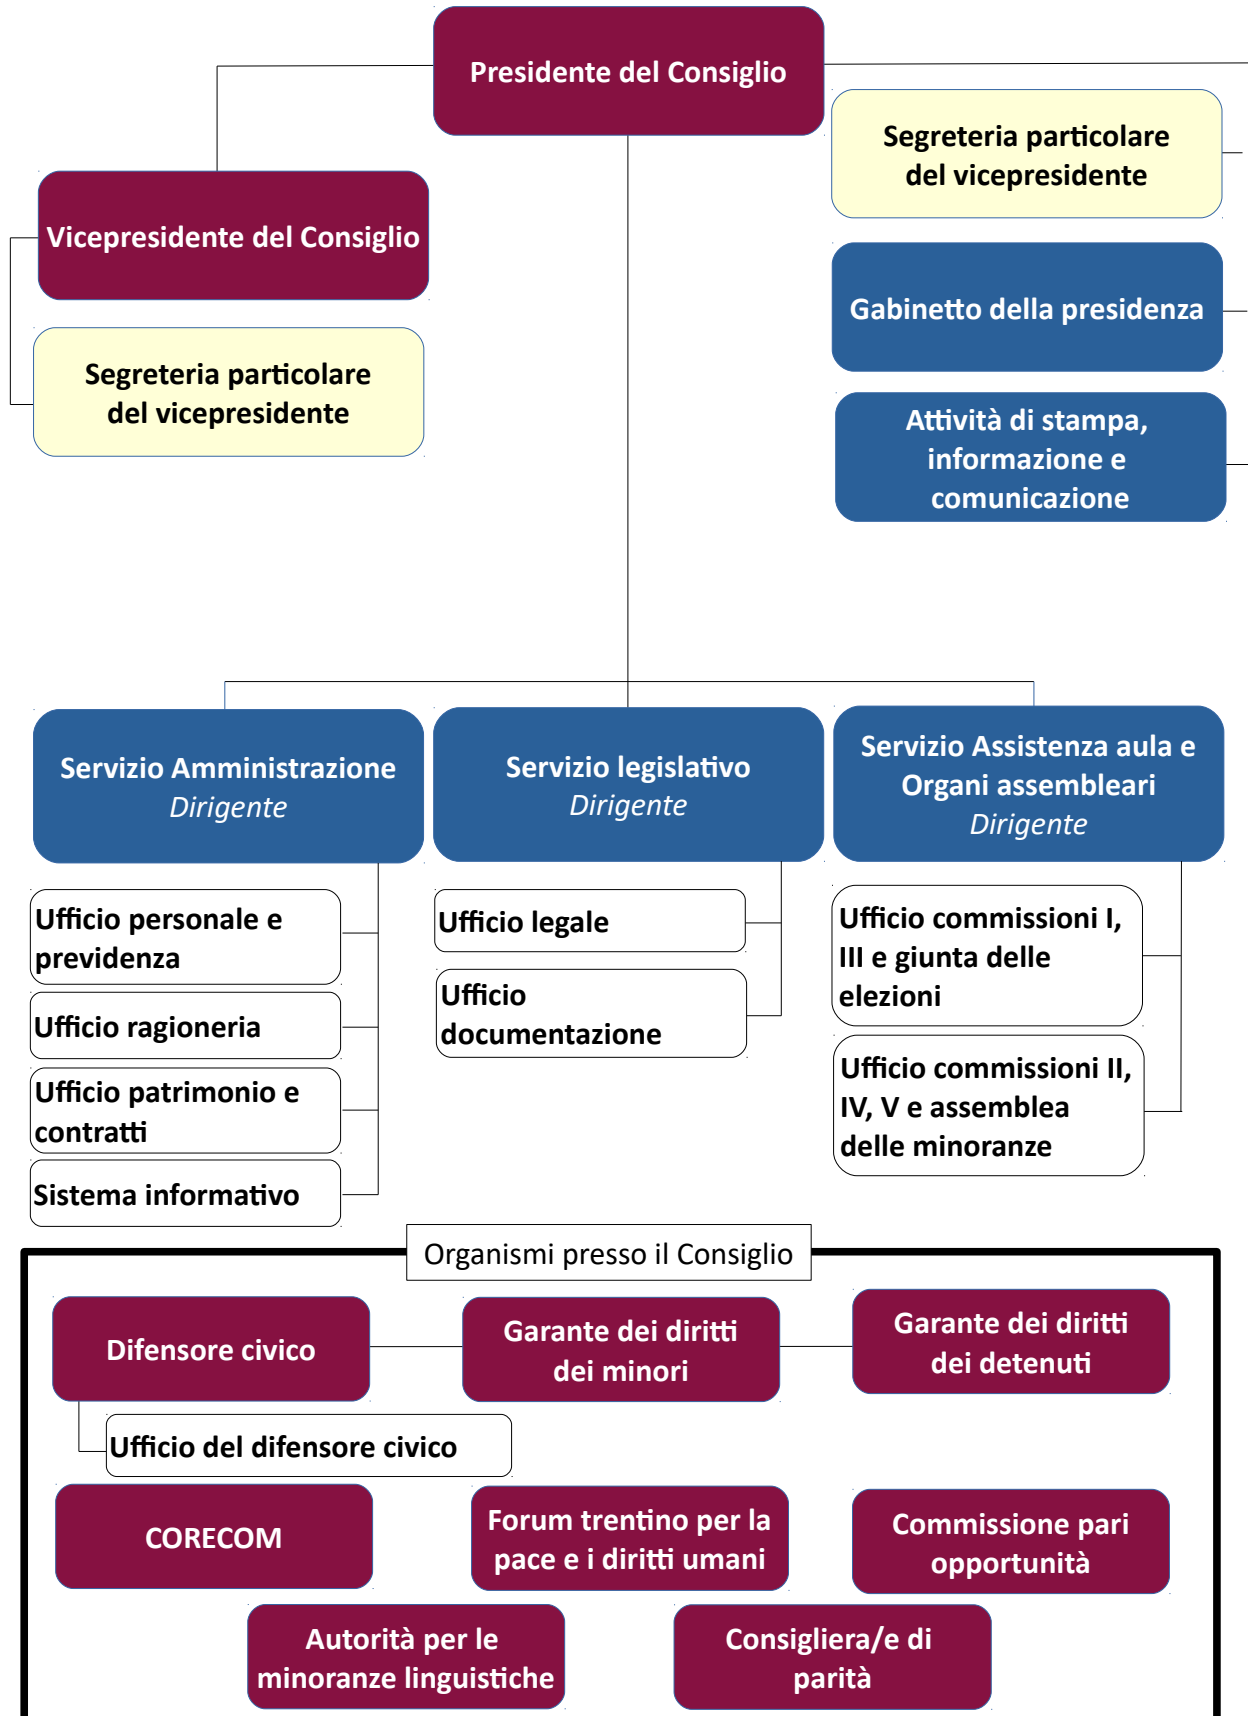 Presidente del Consiglio
Segreteria particolare
del vicepresidente
Vicepresidente del Consiglio
Gabinetto della presidenza
Segreteria particolare
del vicepresidente
Attività di stampa,
informazione e
comunicazione
Servizio Amministrazione
Dirigente
Servizio legislativo
Dirigente
Servizio Assistenza aula e
Organi assembleari
Dirigente
Ufficio personale e
previdenza
Ufficio ragioneria
Ufficio patrimonio e
contratti
Sistema informativo
Ufficio legale
Ufficio
documentazione
Ufficio commissioni I,
III e giunta delle
elezioni
Ufficio commissioni II,
IV, V e assemblea
delle minoranze
Organismi presso il Consiglio
Difensore civico
Garante dei diritti
dei minori
Garante dei diritti
dei detenuti
Ufficio del difensore civico
CORECOM
Forum trentino per la
pace e i diritti umani
Commissione pari
opportunità
Autorità per le
minoranze linguistiche
Consigliera/e di
parità